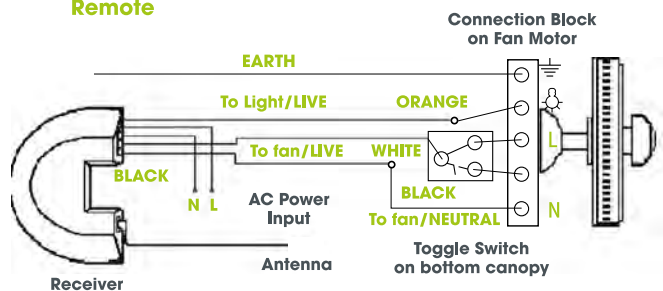 Remote
Connection Block
on Fan Motor
EARTH
To Light/LIVE
ORANGE
L
To fan/LIVE
WHITE
BLACK
N L
AC Power
Input
BLACK
To fan/NEUTRAL
N
Antenna
Toggle Switch
on bottom canopy
Receiver